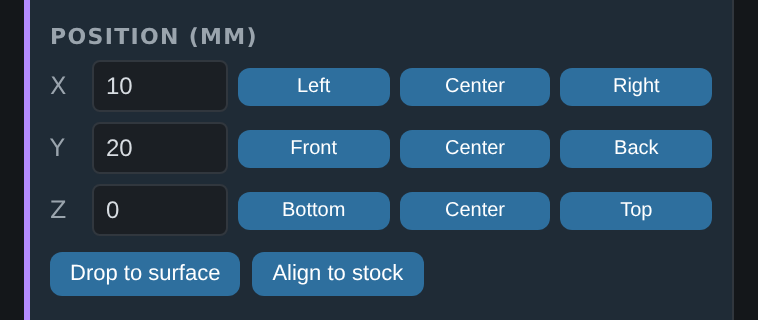 POSITION (MM)
X 10 Left Center Right
Y 20 Front Center Back
Z 0 Bottom Center Top
Drop to surface Align to stock